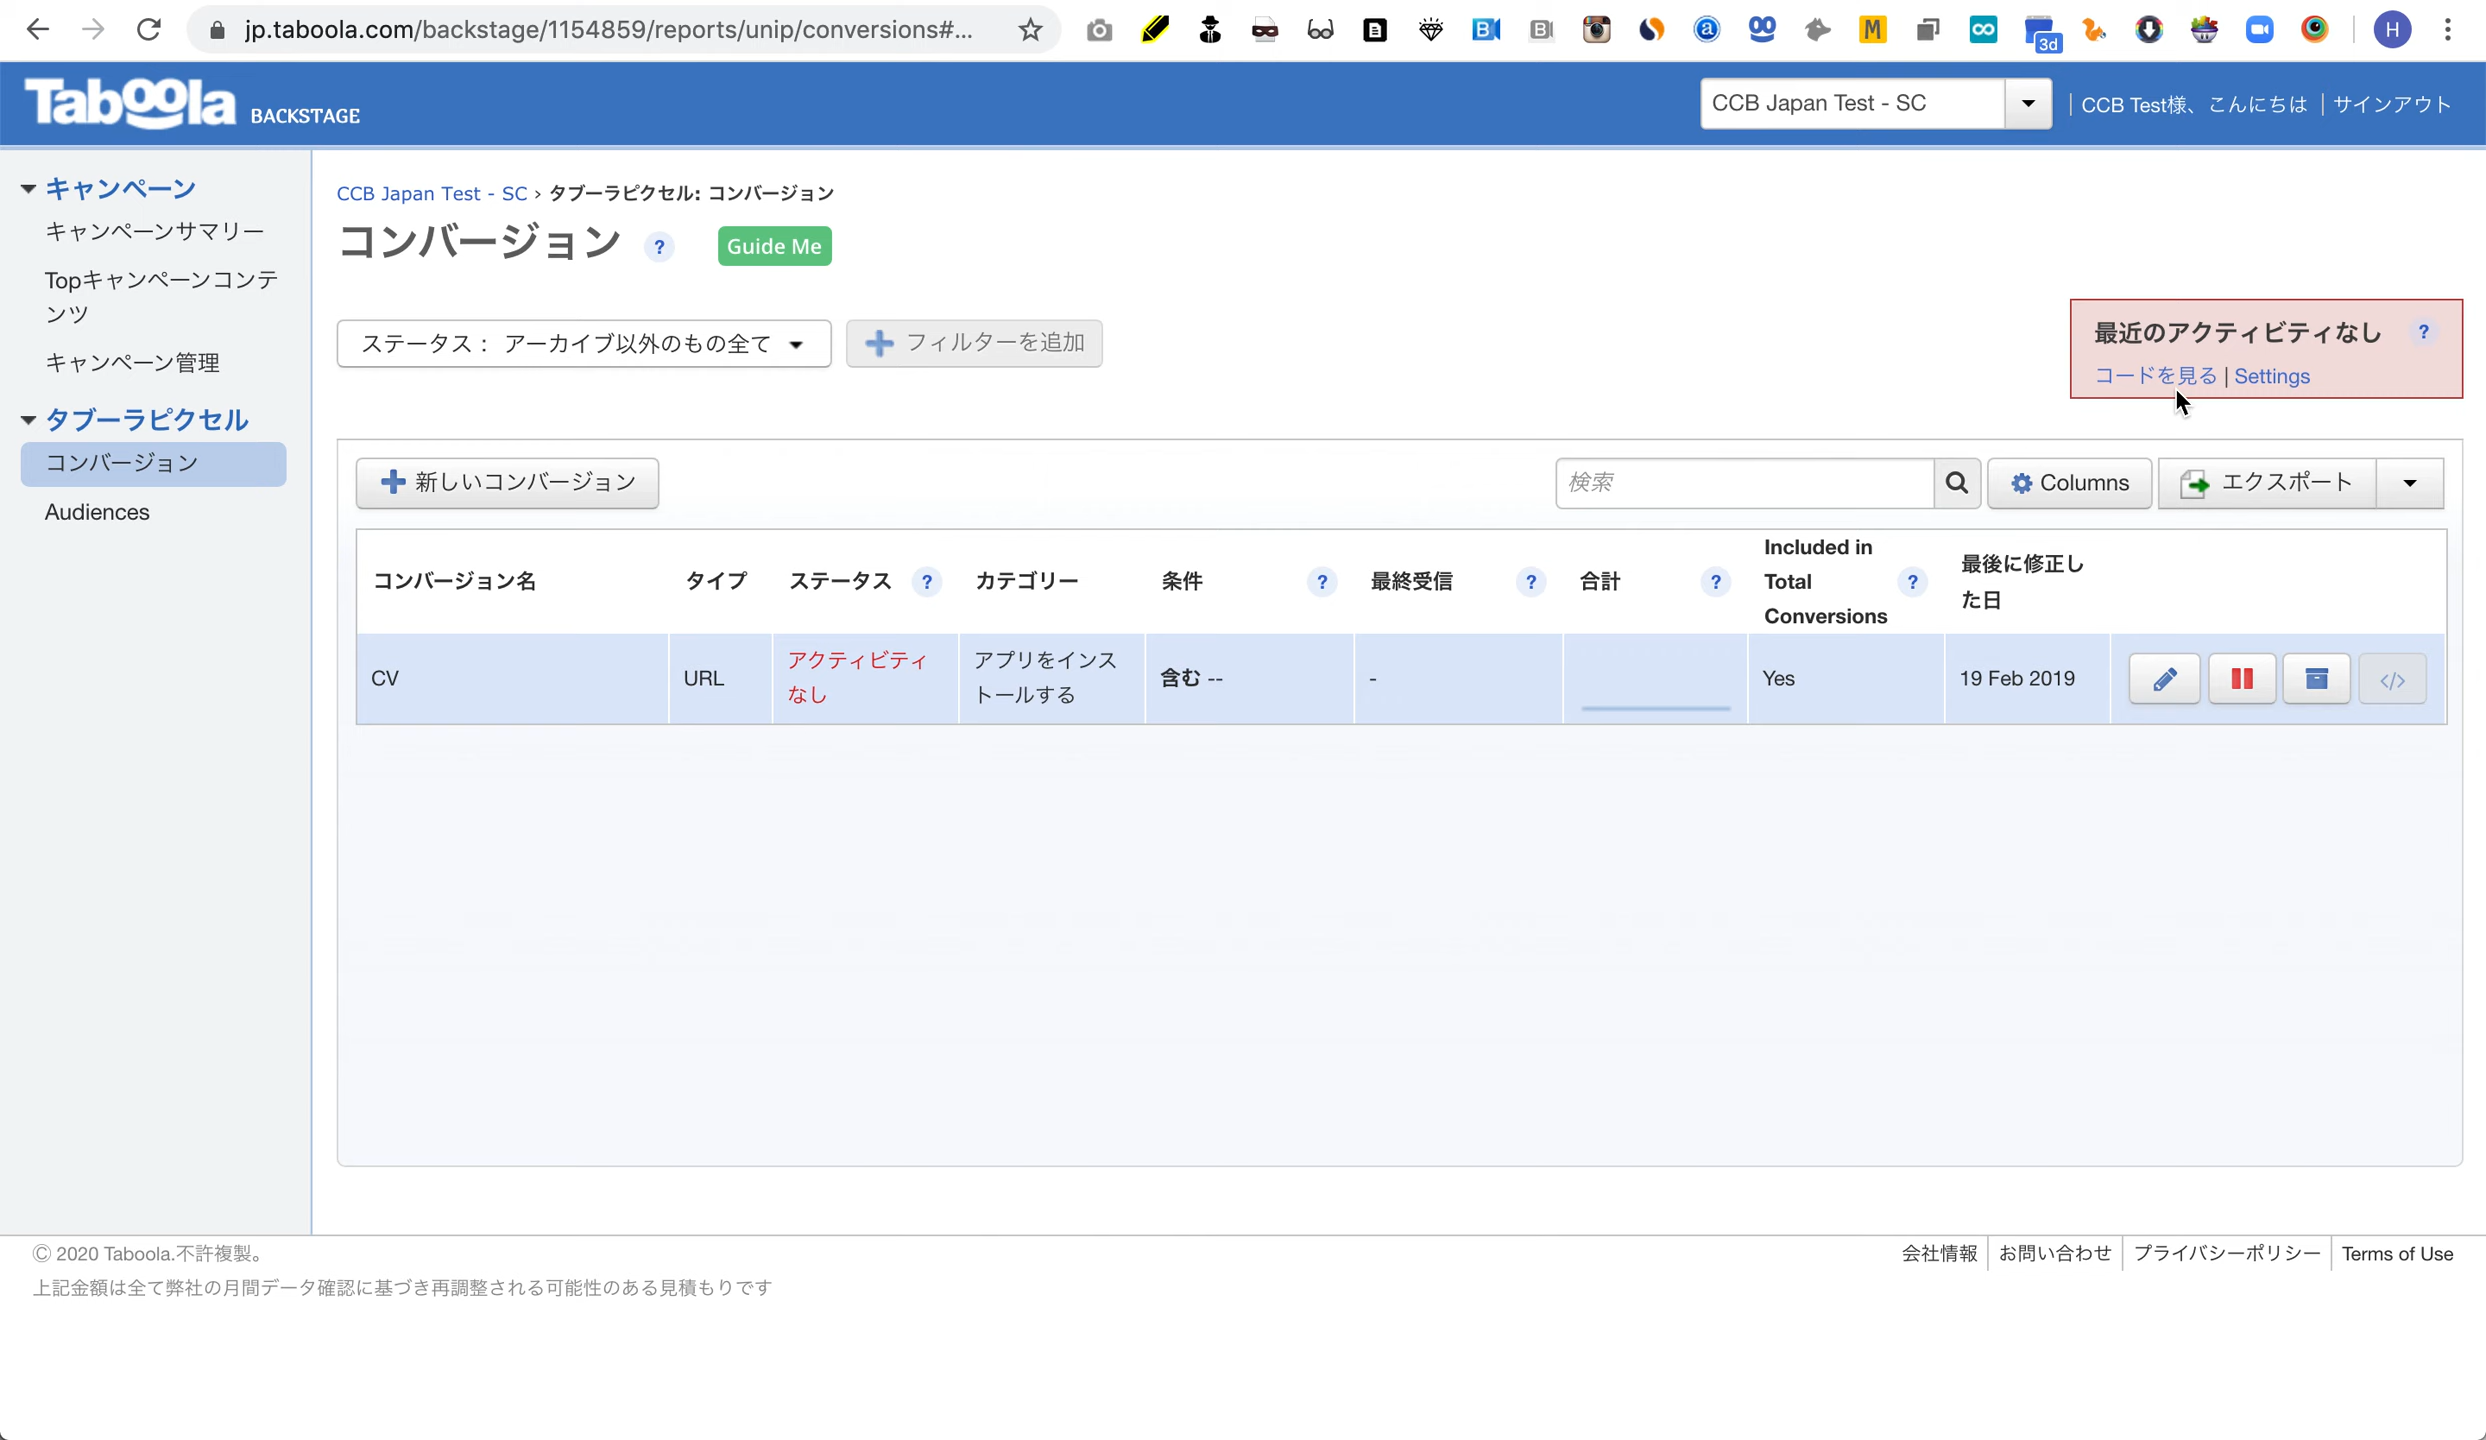 jp.taboola.com/backstage/1154859/reports/unip/conversions#...
3d
H
Taboola BACKSTAGE
CCB Japan Test - SC
CCB Test様、こんにちは
サインアウト
キャンペーン
キャンペーンサマリー
Topキャンペーンコンテ
ンツ
キャンペーン管理
タブーラピクセル
コンバージョン
Audiences
CCB Japan Test - SC › タブーラピクセル: コンバージョン
コンバージョン ?
Guide Me
ステータス： アーカイブ以外のもの全て
フィルターを追加
最近のアクティビティなし ?
コードを見る | Settings
新しいコンバージョン
検索
Columns
エクスポート
コンバージョン名
タイプ
ステータス ?
カテゴリー
条件 ?
最終受信 ?
合計 ?
Included in
Total
Conversions
?
最後に修正し
た日
CV
URL
アクティビティ
なし
アプリをインス
トールする
含む --
-
Yes
19 Feb 2019
</>
© 2020 Taboola.不許複製。
上記金額は全て弊社の月間データ確認に基づき再調整される可能性のある見積もりです
会社情報
お問い合わせ
プライバシーポリシー
Terms of Use